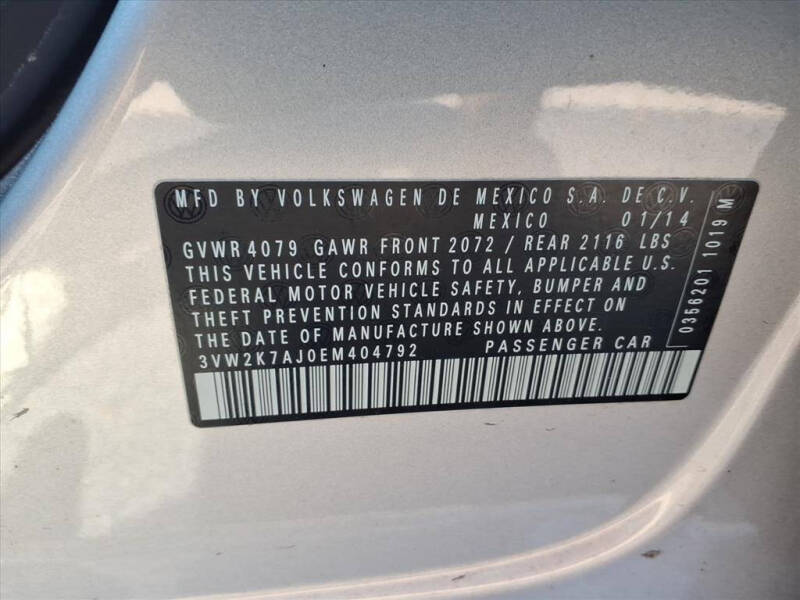 MFD BY VOLKSWAGEN DE MEXICO S.A. DE C.V.
MEXICO 01/14
GVWR 4079 GAWR FRONT 2072 / REAR 2116 LBS
THIS VEHICLE CONFORMS TO ALL APPLICABLE U.S.
FEDERAL MOTOR VEHICLE SAFETY, BUMPER AND
THEFT PREVENTION STANDARDS IN EFFECT ON
THE DATE OF MANUFACTURE SHOWN ABOVE.
3VW2K7AJ0EM404792 PASSENGER CAR
0356201 1019 M